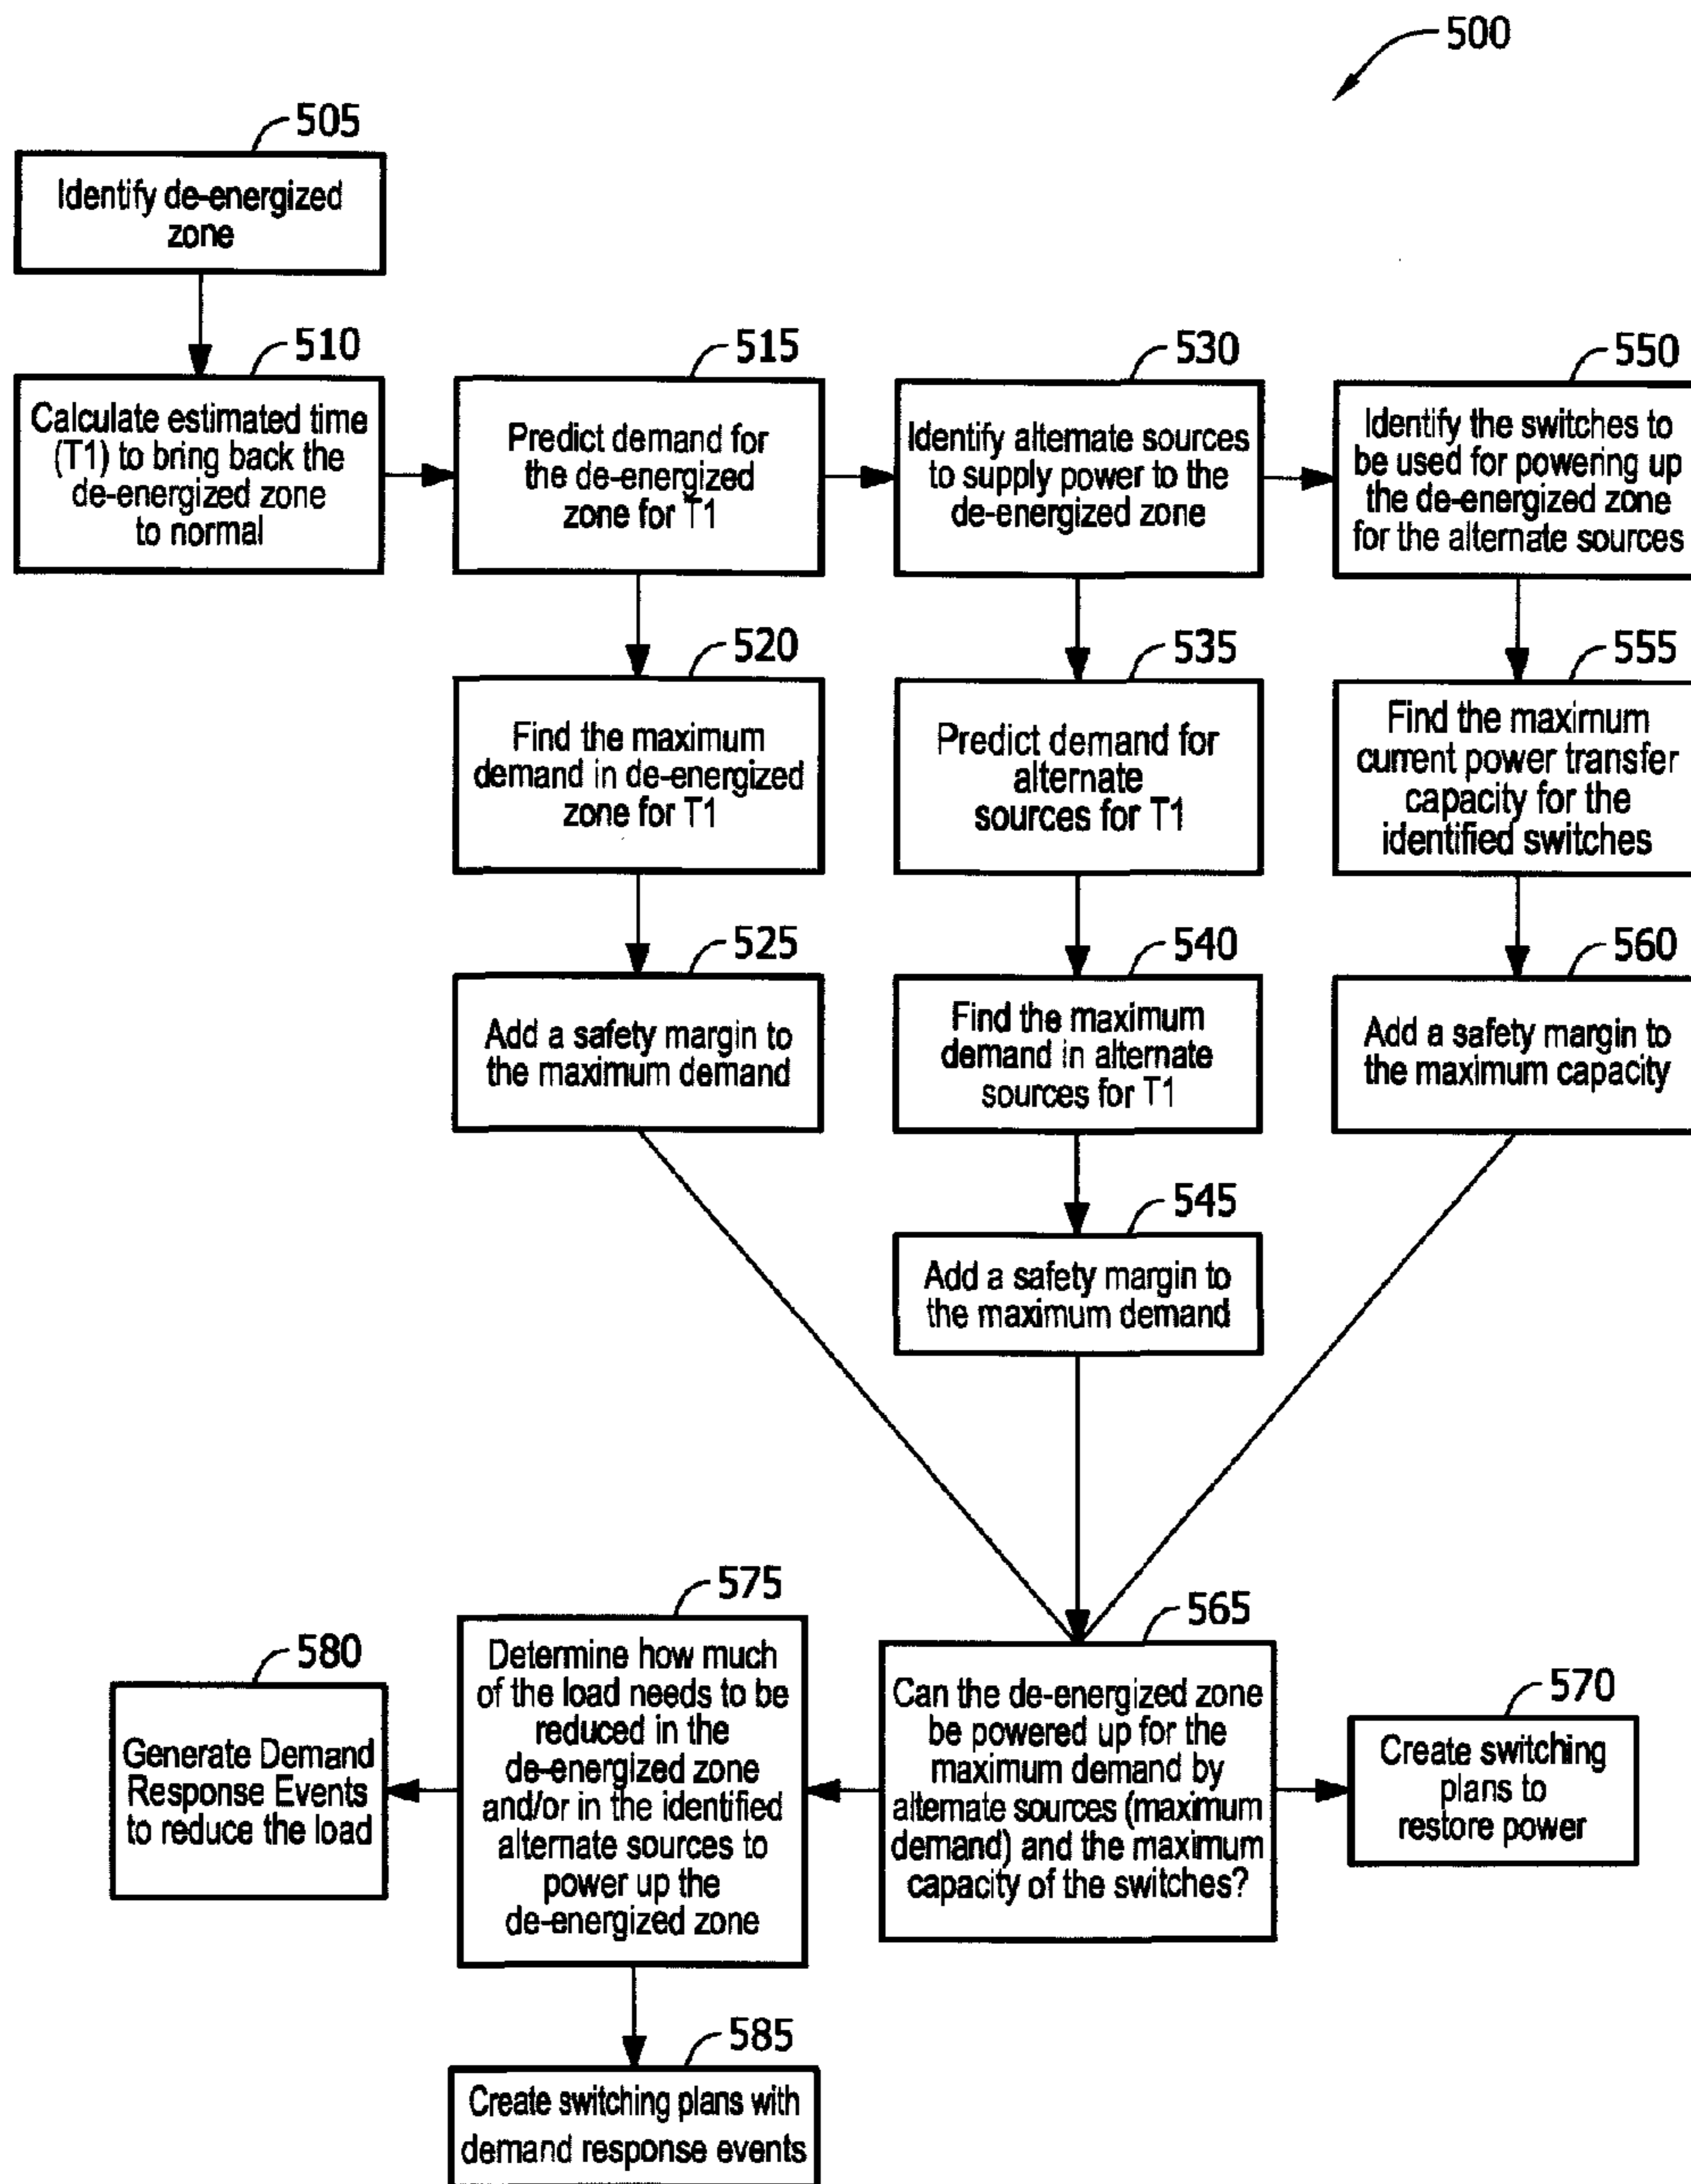 500
505
Identify de-energized
zone
510
Calculate estimated time
(T1) to bring back the
de-energized zone
to normal
515
Predict demand for
the de-energized
zone for T1
530
Identify alternate sources
to supply power to the
de-energized zone
550
Identify the switches to
be used for powering up
the de-energized zone
for the alternate sources
520
Find the maximum
demand in de-energized
zone for T1
535
Predict demand for
alternate
sources for T1
555
Find the maximum
current power transfer
capacity for the
identified switches
525
Add a safety margin to
the maximum demand
540
Find the maximum
demand in alternate
sources for T1
560
Add a safety margin to
the maximum capacity
545
Add a safety margin to
the maximum demand
580
Generate Demand
Response Events
to reduce the load
575
Determine how much
of the load needs to be
reduced in the
de-energized zone
and/or in the identified
alternate sources to
power up the
de-energized zone
565
Can the de-energized zone
be powered up for the
maximum demand by
alternate sources (maximum
demand) and the maximum
capacity of the switches?
570
Create switching
plans to
restore power
585
Create switching plans with
demand response events